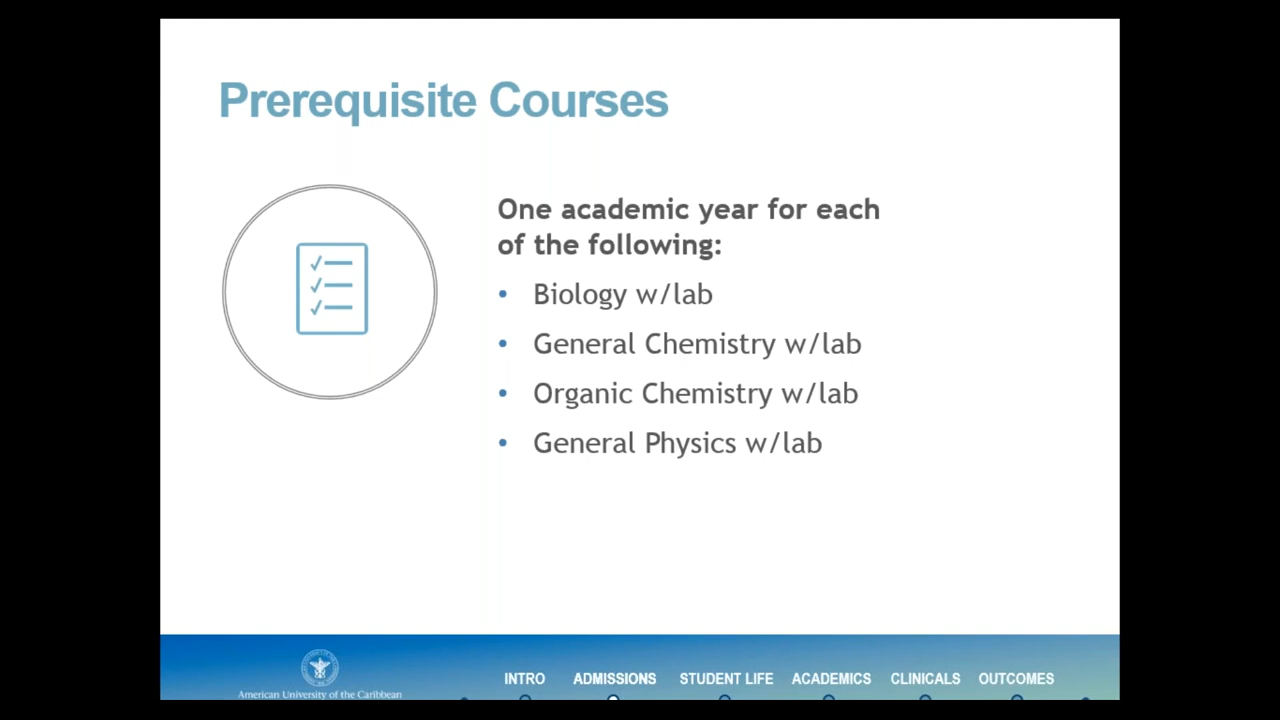 Prerequisite Courses
One academic year for each
of the following:
• Biology w/lab
• General Chemistry w/lab
• Organic Chemistry w/lab
• General Physics w/lab
American University of the Caribbean
INTRO ADMISSIONS STUDENT LIFE ACADEMICS CLINICALS OUTCOMES